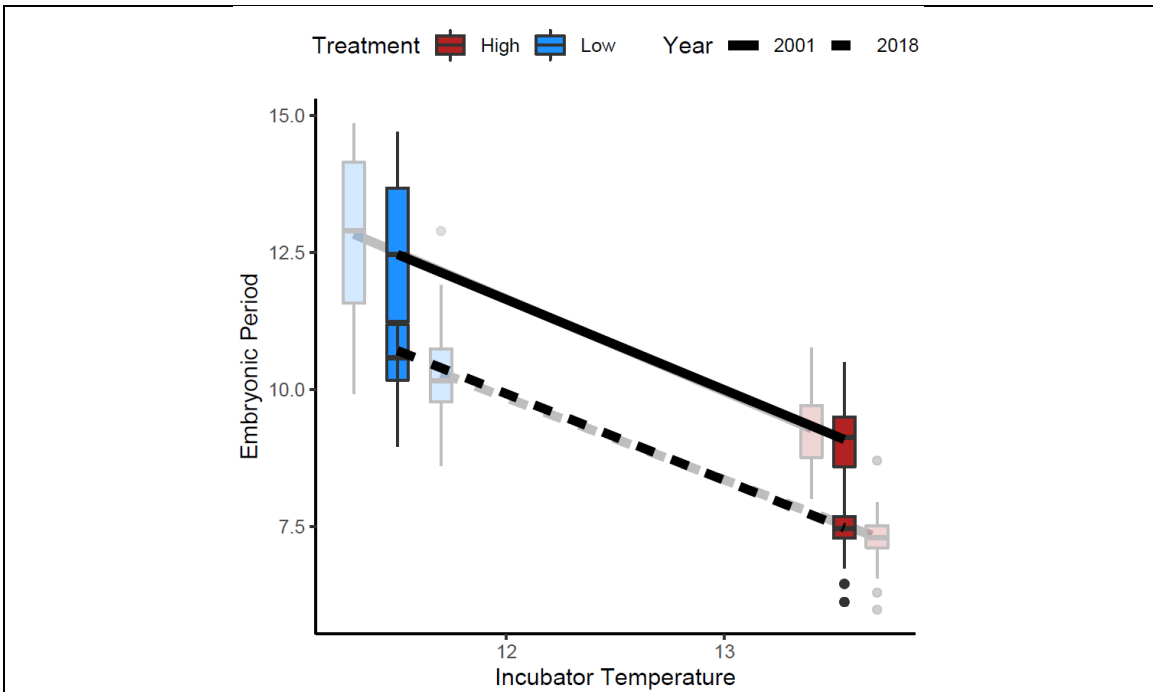 Treatment High Low Year 2001 2018
15.0
12.5
10.0
7.5
Embryonic Period
12 13
Incubator Temperature